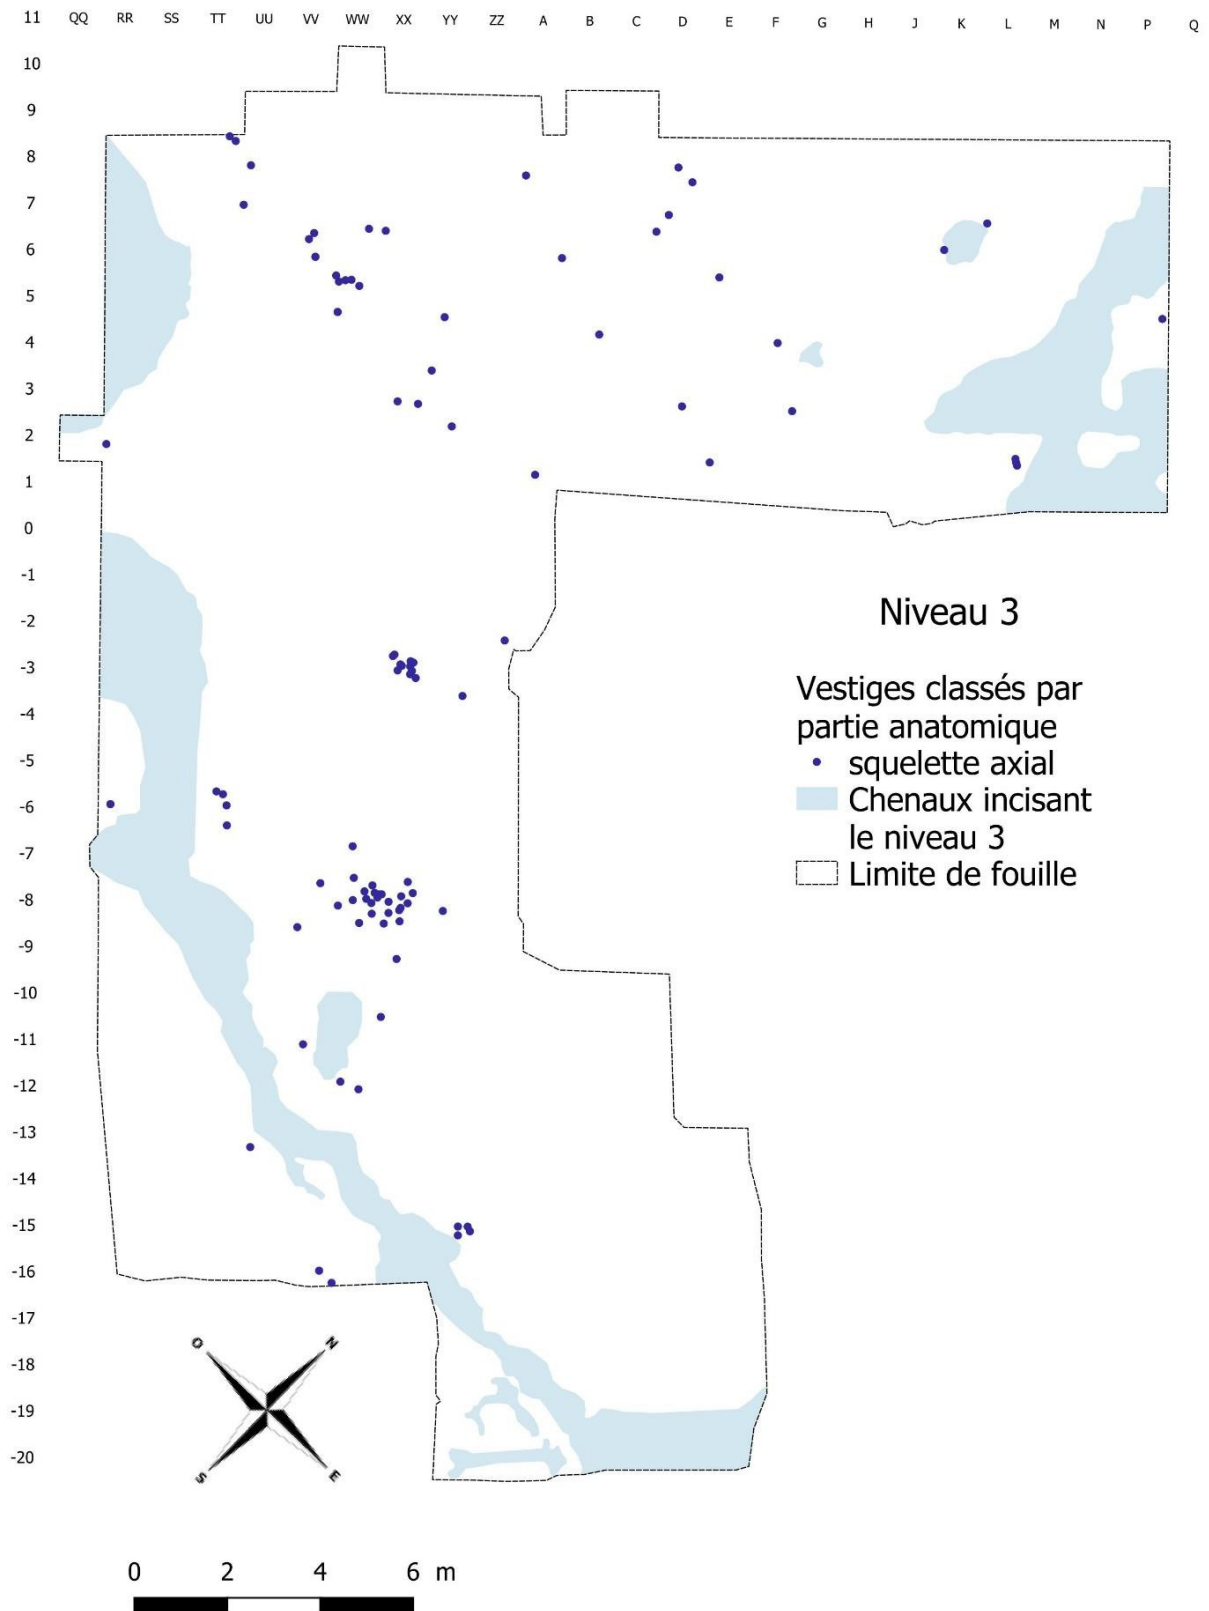 11 QQ RR SS TT UU VV WW XX YY ZZ A B C D E F G H J K L M N P Q
10
9
8
7
6
5
4
3
2
1
0
-1
-2
-3
-4
-5
-6
-7
-8
-9
-10
-11
-12
-13
-14
-15
-16
-17
-18
-19
-20
Niveau 3
Vestiges classés par
partie anatomique
squelette axial
Chenaux incisant
le niveau 3
Limite de fouille
O N
S E
0 2 4 6 m